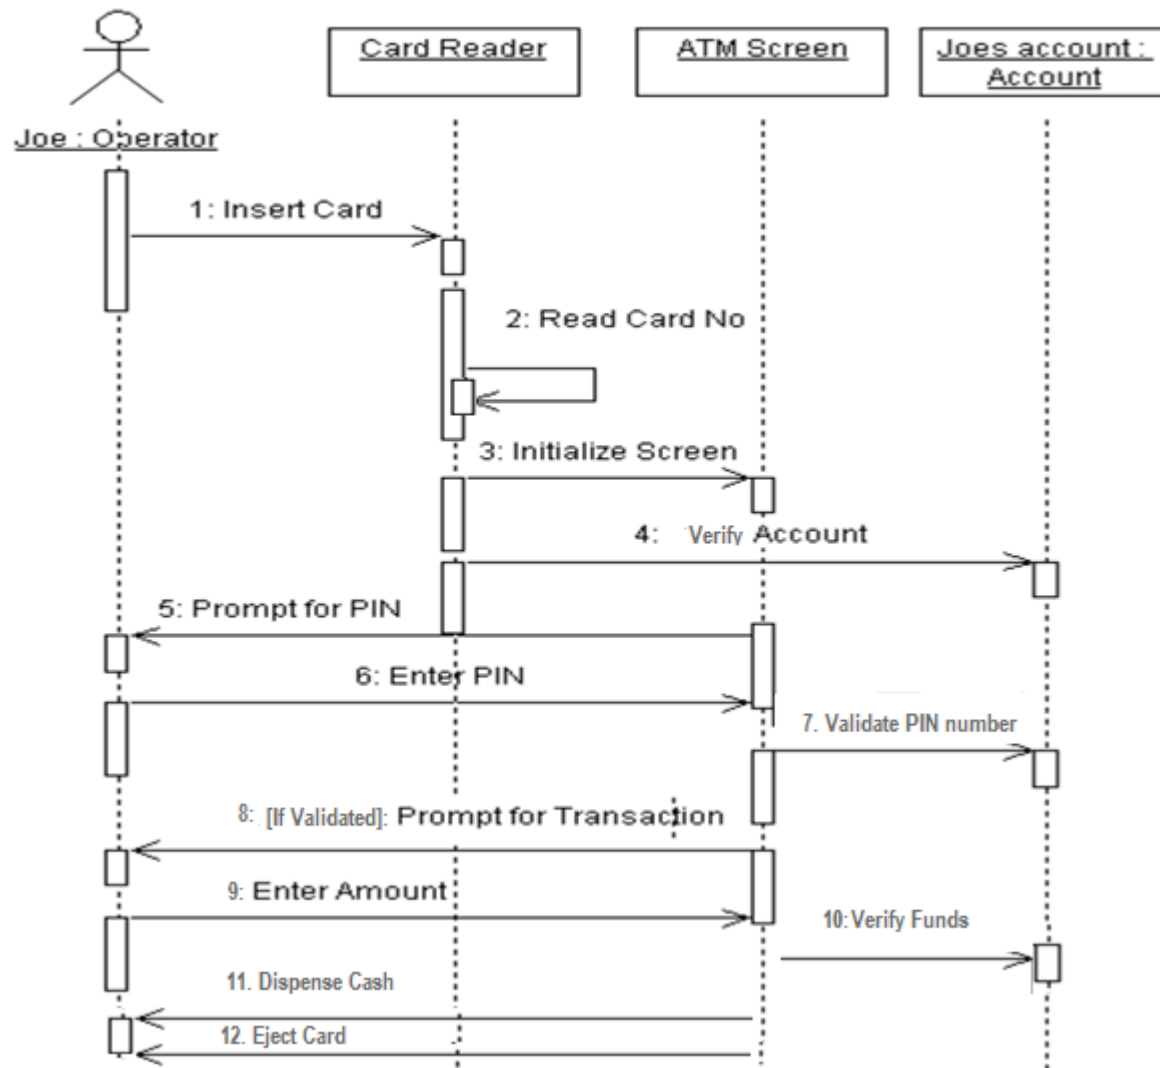 Card Reader
ATM Screen
Joes account :
Account
Joe : Operator
1: Insert Card
2: Read Card No
3: Initialize Screen
4: Verify Account
5: Prompt for PIN
6: Enter PIN
7. Validate PIN number
8: [If Validated]: Prompt for Transaction
9: Enter Amount
10:Verify Funds
11. Dispense Cash
12. Eject Card